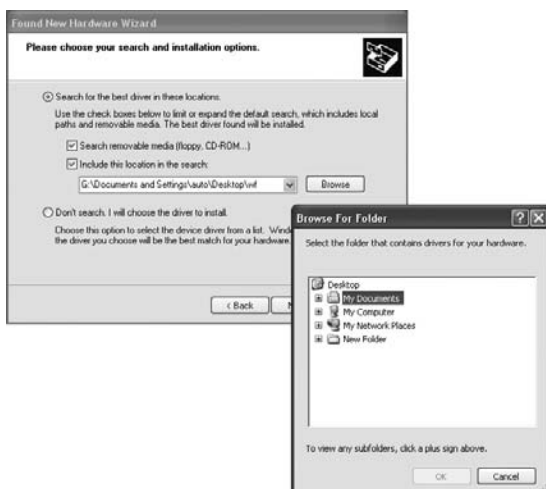 Found New Hardware Wizard
Please choose your search and installation options.
Search for the best driver in these locations.
Use the check boxes below to limit or expand the default search, which includes local
paths and removable media. The best driver found will be installed.
Search removable media (floppy, CD-ROM...)
Include this location in the search:
G:\Documents and Settings\auto\Desktop\wf
Browse
Don't search. I will choose the driver to install.
Choose this option to select the device driver from a list.
the driver you choose will be the best match for your hardware.
< Back
Browse For Folder
Select the folder that contains drivers for your hardware.
Desktop
My Documents
My Computer
My Network Places
New Folder
To view any subfolders, click a plus sign above.
OK
Cancel